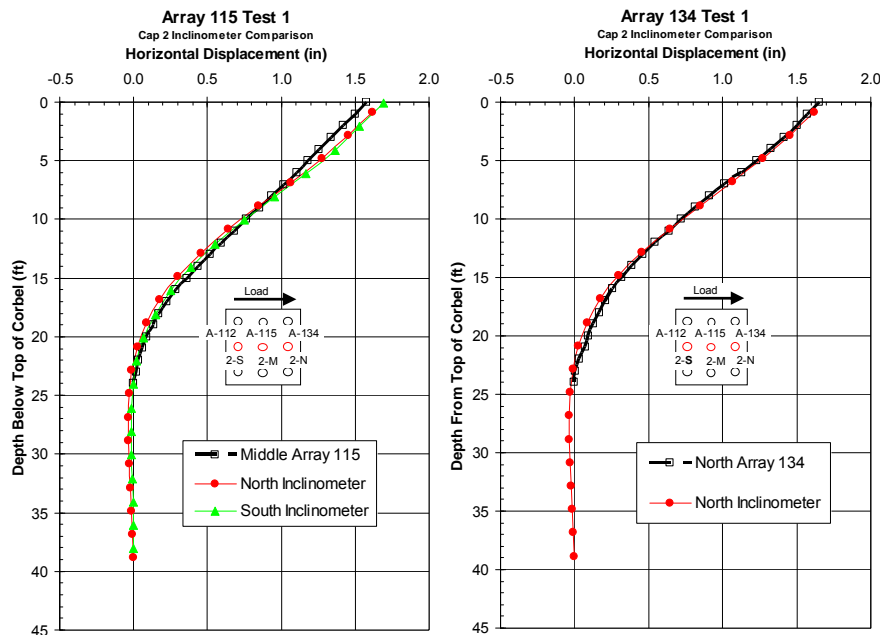 Array 115 Test 1
Cap 2 Inclinometer Comparison
Horizontal Displacement (in)
-0.5 0.0 0.5 1.0 1.5 2.0
0
5
10
15
20
25
30
35
40
45
Depth Below Top of Corbel (ft)
Load
A-112 A-115 A-134
2-S 2-M 2-N
Middle Array 115
North Inclinometer
South Inclinometer
Array 134 Test 1
Cap 2 Inclinometer Comparison
Horizontal Displacement (in)
-0.5 0.0 0.5 1.0 1.5 2.0
0
5
10
15
20
25
30
35
40
45
Depth From Top of Corbel (ft)
Load
A-112 A-115 A-134
2-S 2-M 2-N
North Array 134
North Inclinometer